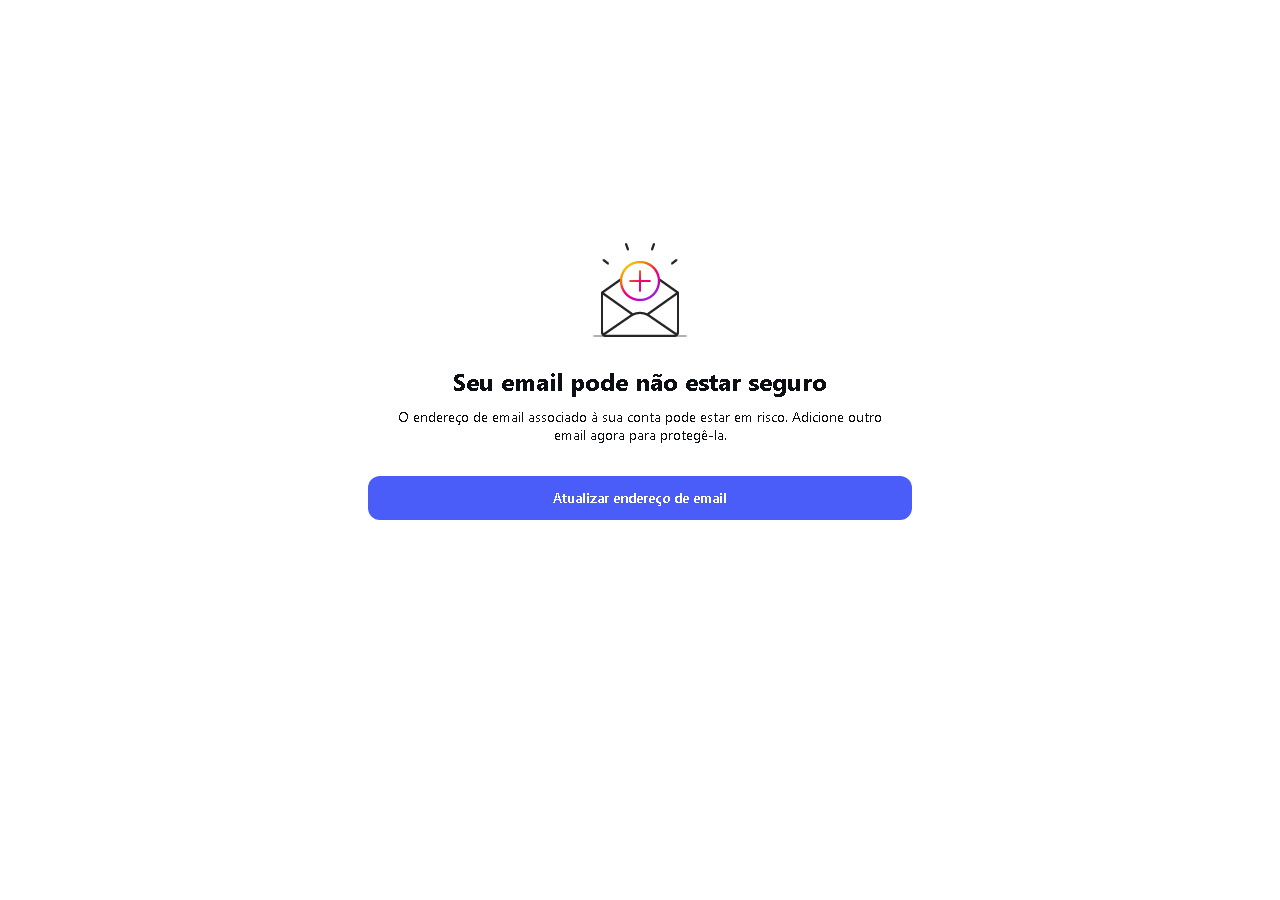 Seu email pode não estar seguro
O endereço de email associado à sua conta pode estar em risco. Adicione outro
email agora para protegê-la.
Atualizar endereço de email